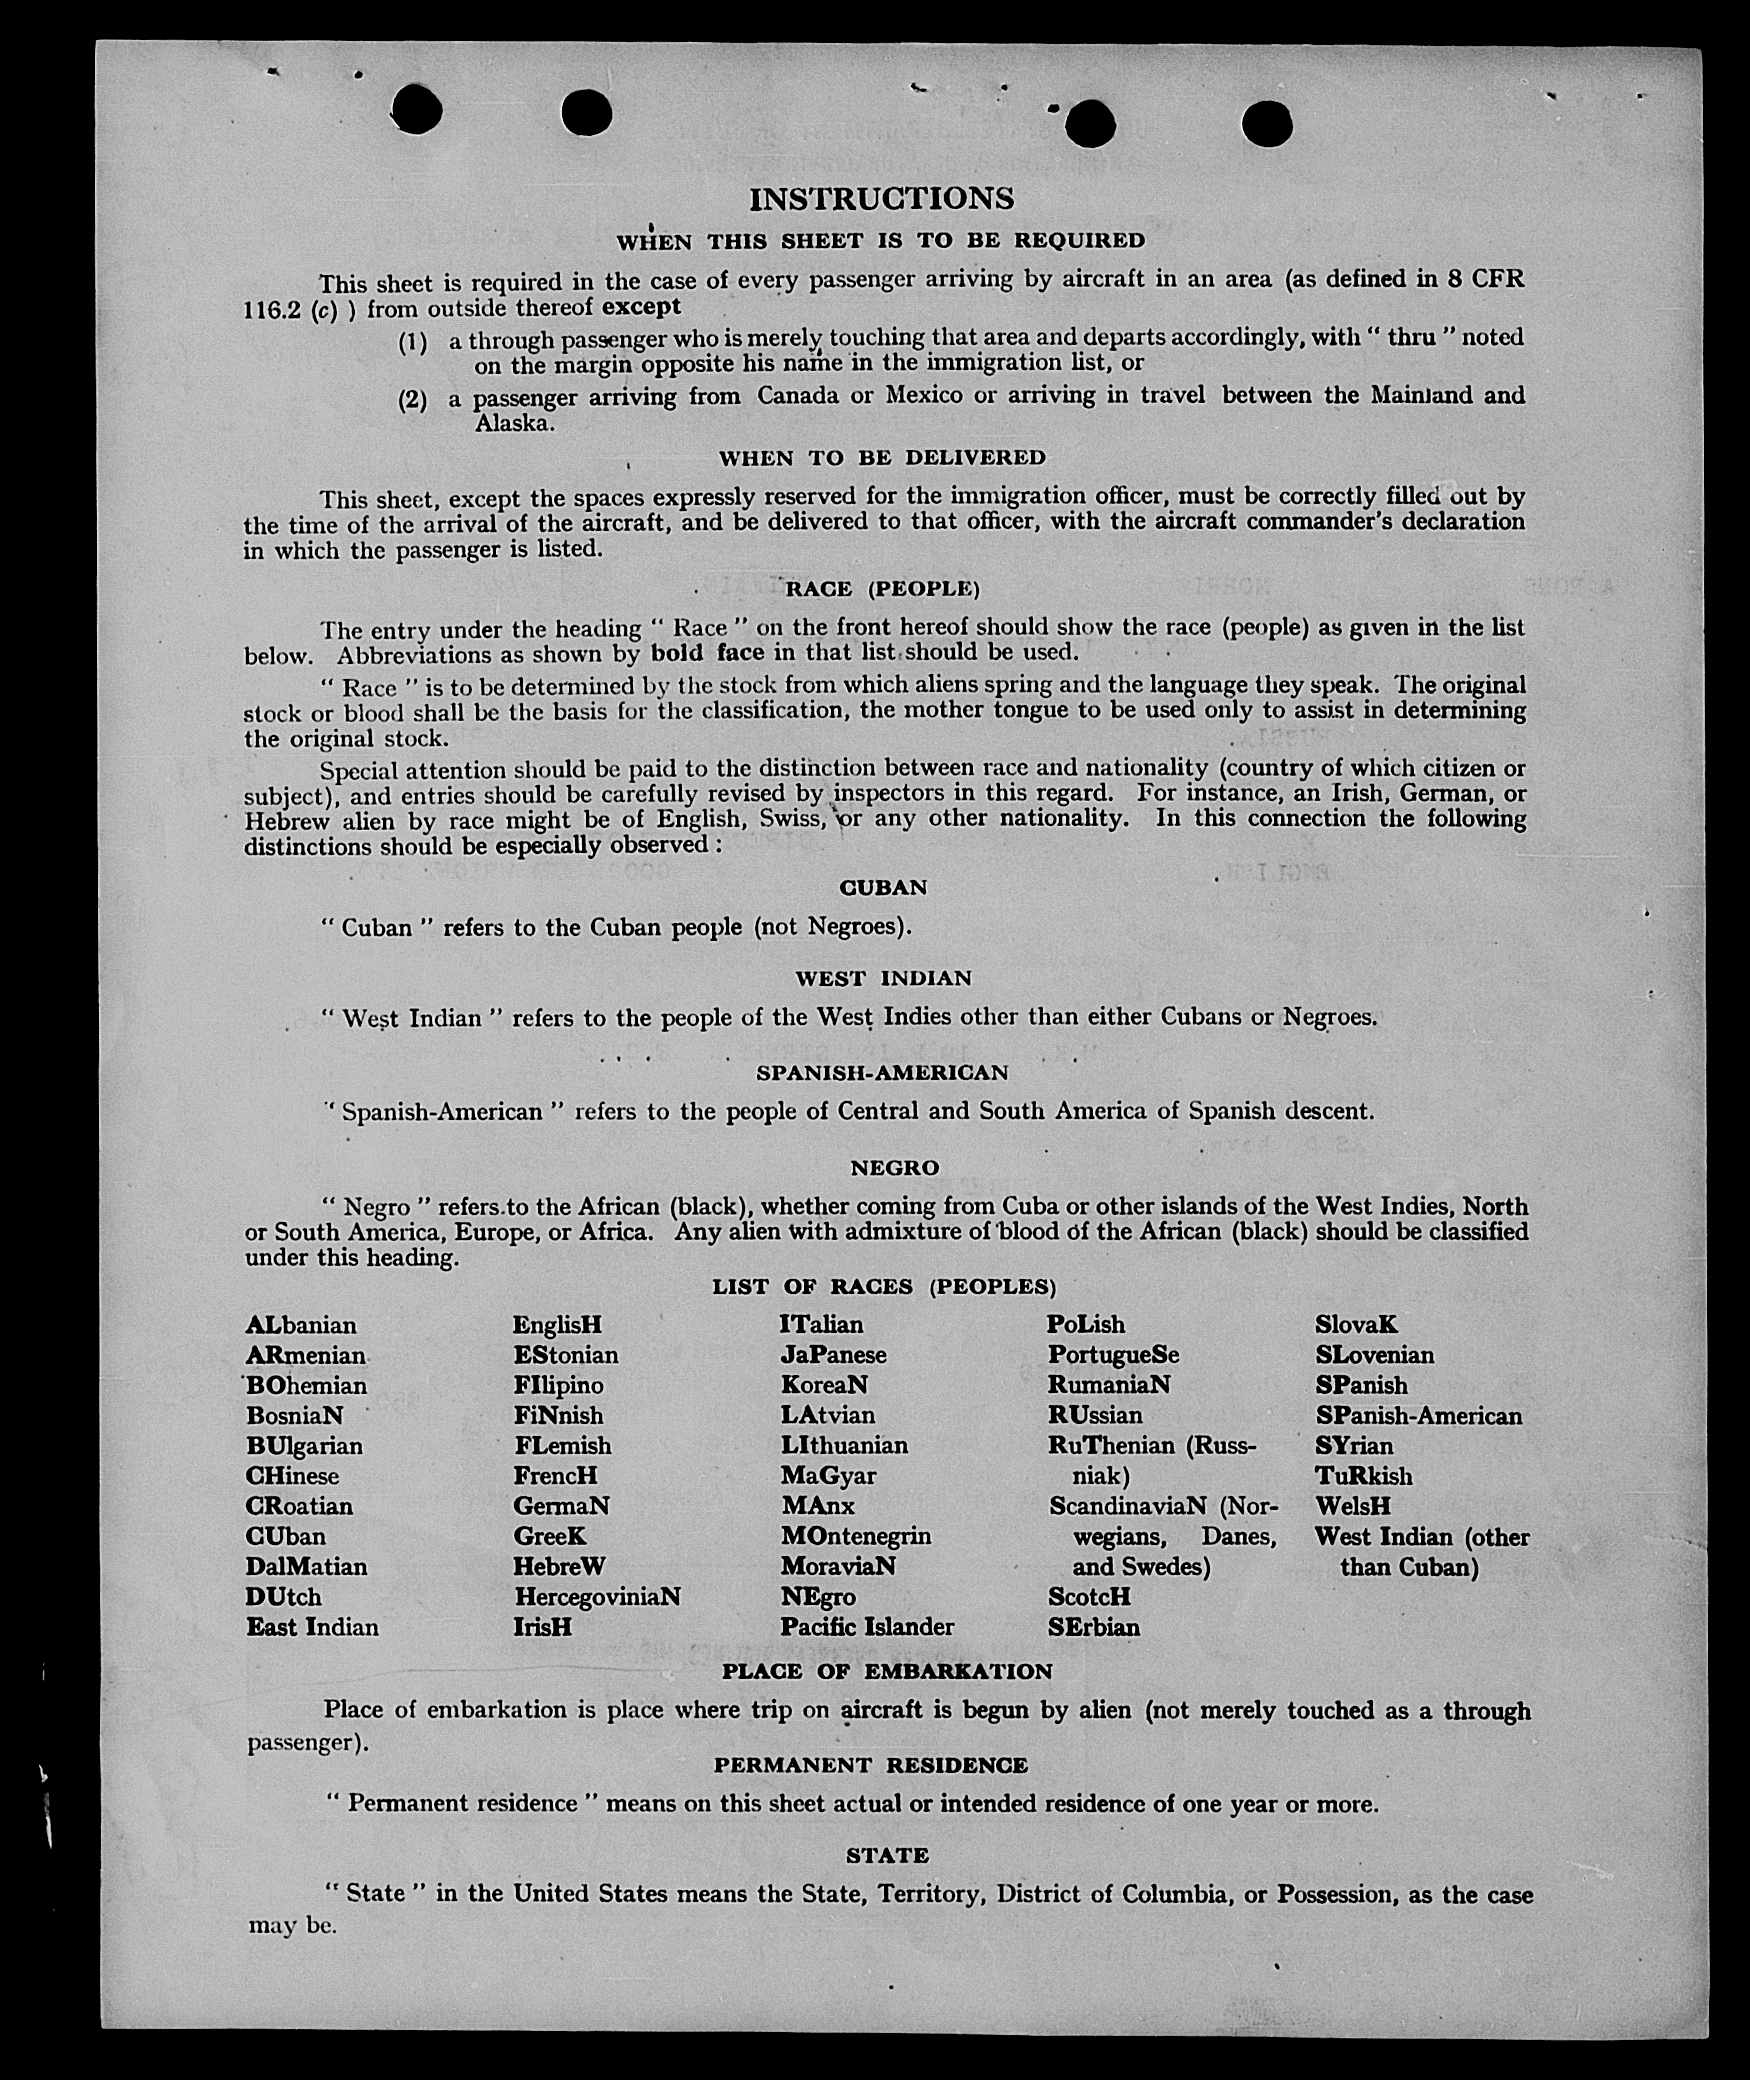 INSTRUCTIONS
WHEN THIS SHEET IS TO BE REQUIRED
This sheet is required in the case of every passenger arriving by aircraft in an area (as defined in 8 CFR
116.2 (c) ) from outside thereof except
(1) a through passenger who is merely touching that area and departs accordingly, with “ thru ” noted
on the margin opposite his name in the immigration list, or
(2) a passenger arriving from Canada or Mexico or arriving in travel between the Mainland and
Alaska.
WHEN TO BE DELIVERED
This sheet, except the spaces expressly reserved for the immigration officer, must be correctly filled out by
the time of the arrival of the aircraft, and be delivered to that officer, with the aircraft commander's declaration
in which the passenger is listed.
RACE (PEOPLE)
The entry under the heading “ Race ” on the front hereof should show the race (people) as given in the list
below. Abbreviations as shown by bold face in that list should be used.
“ Race ” is to be determined by the stock from which aliens spring and the language they speak. The original
stock or blood shall be the basis for the classification, the mother tongue to be used only to assist in determining
the original stock.
Special attention should be paid to the distinction between race and nationality (country of which citizen or
subject), and entries should be carefully revised by inspectors in this regard. For instance, an Irish, German, or
Hebrew alien by race might be of English, Swiss, or any other nationality. In this connection the following
distinctions should be especially observed :
CUBAN
“ Cuban ” refers to the Cuban people (not Negroes).
WEST INDIAN
“ West Indian ” refers to the people of the West Indies other than either Cubans or Negroes.
SPANISH-AMERICAN
“ Spanish-American ” refers to the people of Central and South America of Spanish descent.
NEGRO
“ Negro ” refers to the African (black), whether coming from Cuba or other islands of the West Indies, North
or South America, Europe, or Africa. Any alien with admixture of blood of the African (black) should be classified
under this heading.
LIST OF RACES (PEOPLES)
ALbanian
ARmenian
BOhemian
BosniaN
BUlgarian
CHinese
CRoatian
CUban
DalMatian
DUtch
East Indian
EnglisH
EStonian
FIlipino
FiNnish
FLemish
FrencH
GermaN
GreeK
HebreW
HercegoviniaN
IrisH
ITalian
JaPanese
KoreaN
LAtvian
LIthuanian
MaGyar
MAnx
MOntenegrin
MoraviaN
NEgro
Pacific Islander
PoLish
PortugueSe
RumaniaN
RUssian
RuThenian (Russ-
niak)
ScandinaviaN (Nor-
wegians, Danes,
and Swedes)
ScotcH
SErbian
SlovaK
SLovenian
SPanish
SPanish-American
SYrian
TuRkish
WelsH
West Indian (other
than Cuban)
PLACE OF EMBARKATION
Place of embarkation is place where trip on aircraft is begun by alien (not merely touched as a through
passenger).
PERMANENT RESIDENCE
“ Permanent residence ” means on this sheet actual or intended residence of one year or more.
STATE
“ State ” in the United States means the State, Territory, District of Columbia, or Possession, as the case
may be.